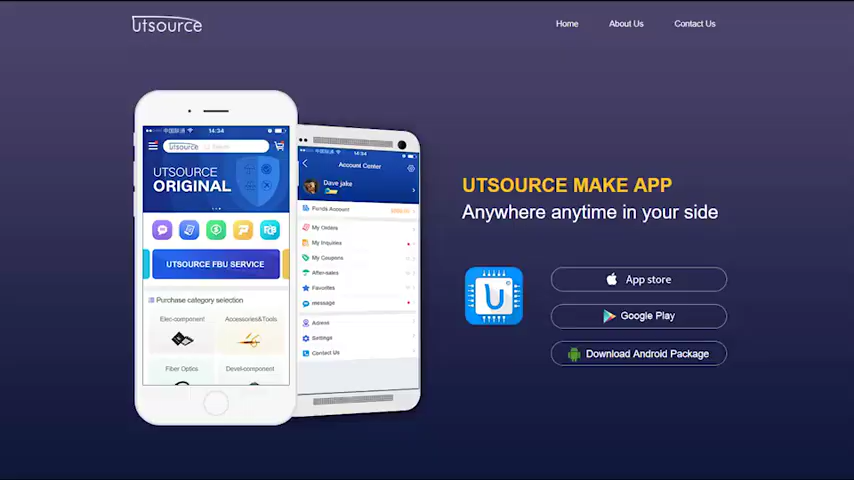 utsource
Home
About Us
Contact Us
14:34
utsource
UTSOURCE
ORIGINAL
UTSOURCE FBU SERVICE
Purchase category selection
Elec-component
Accessories&Tools
Fiber Optics
Devel-component
14:34
Account Center
Dave jake
Funds Account
My Orders
My Inquiries
My Coupons
After-sales
Favorites
message
Settings
Contact Us
UTSOURCE MAKE APP
Anywhere anytime in your side
U
App store
Google Play
Download Android Package